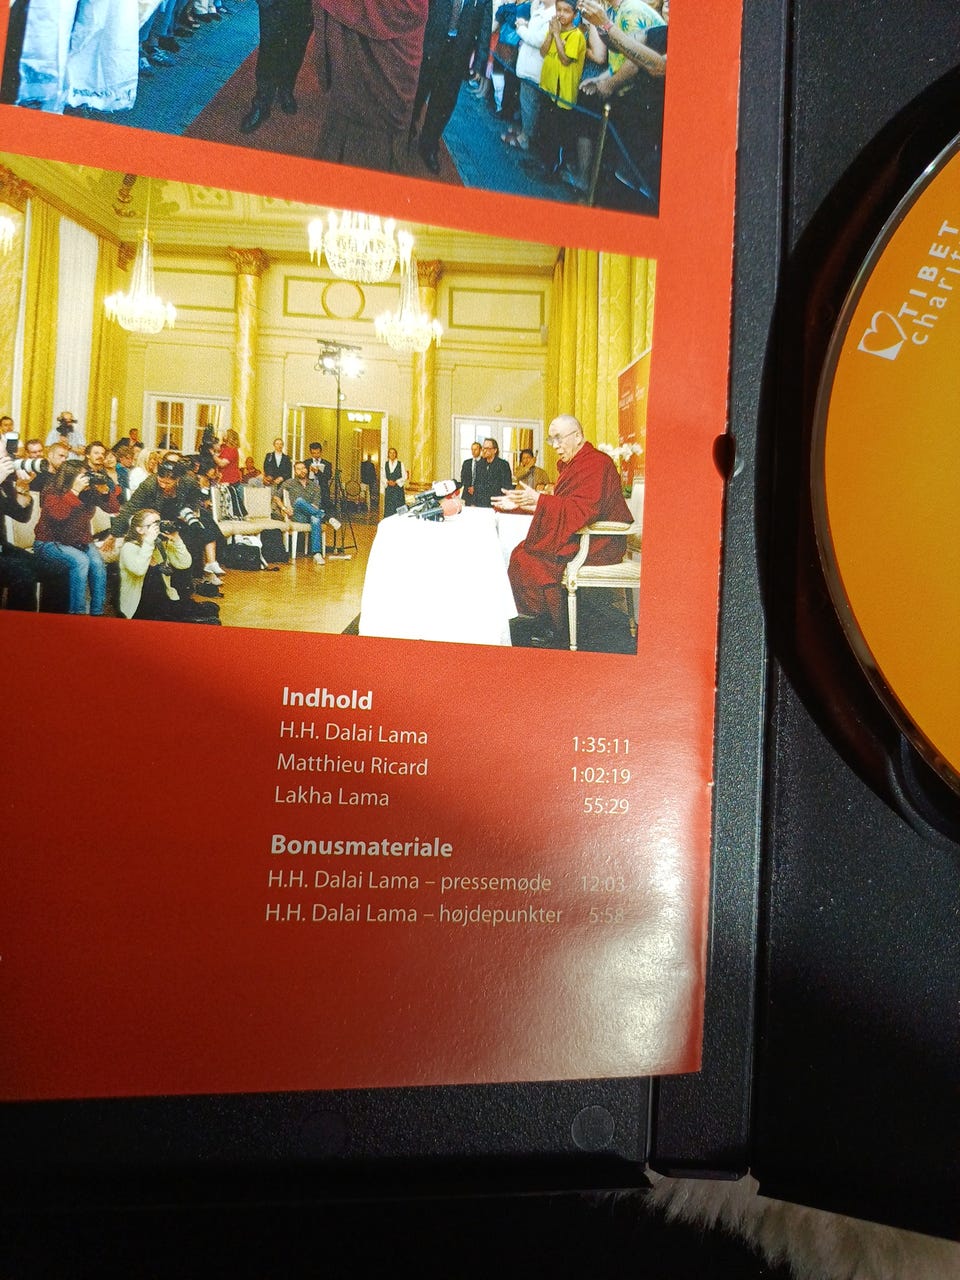 Indhold
H.H. Dalai Lama 1:35:11
Matthieu Ricard 1:02:19
Lakha Lama 55:29
Bonusmateriale
H.H. Dalai Lama – pressemøde 12:03
H.H. Dalai Lama – højdepunkter 5:58
TIBET
charity